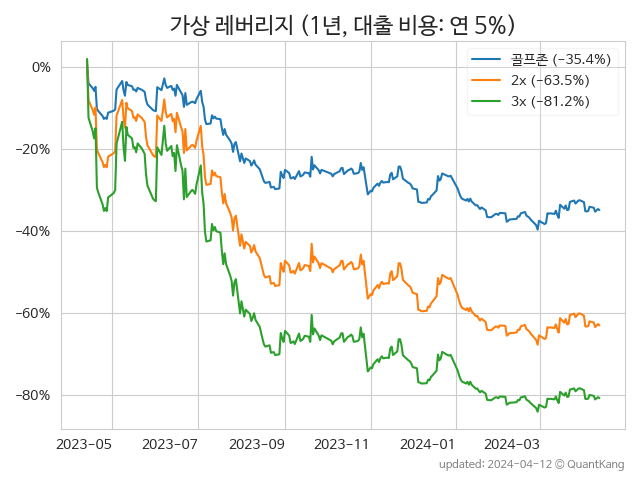 가상 레버리지 (1년, 대출 비용: 연 5%)
골프존 (−35.4%)
2x (−63.5%)
3x (−81.2%)
0%
−20%
−40%
−60%
−80%
2023-05 2023-07 2023-09 2023-11 2024-01 2024-03
updated: 2024-04-12 © QuantKang